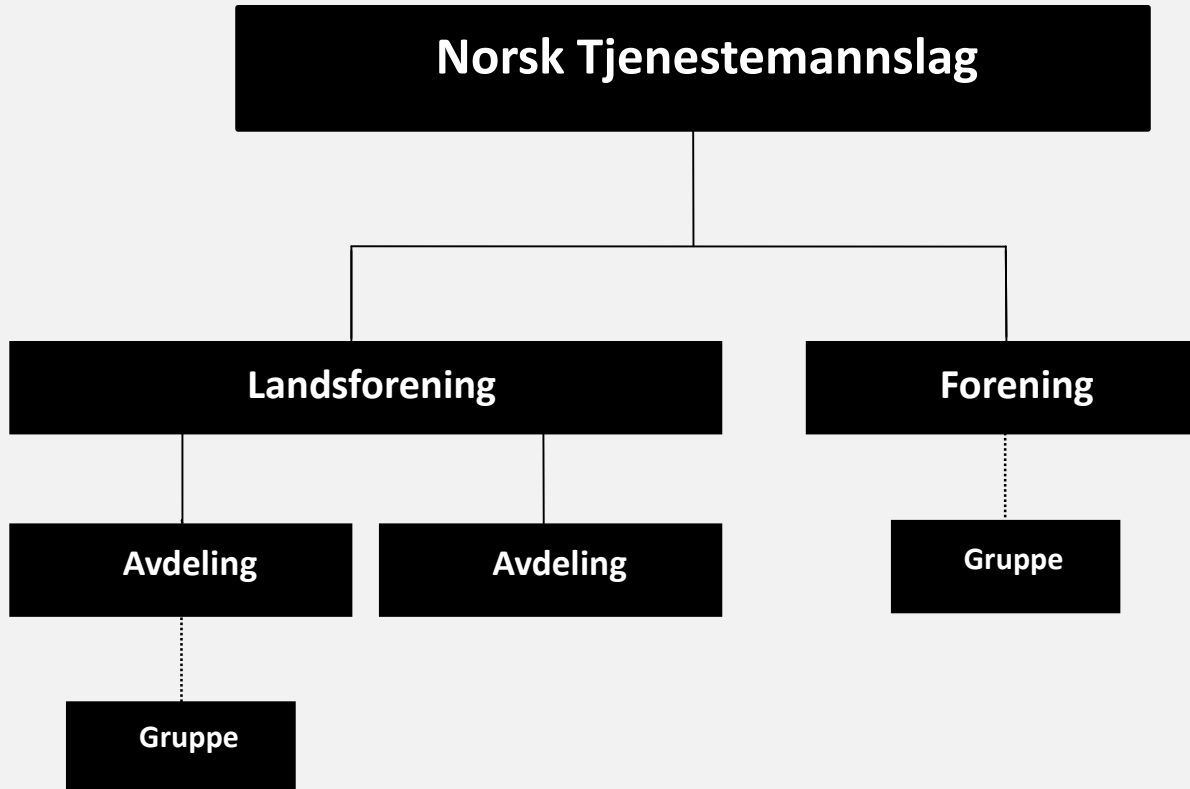 Norsk Tjenestemannslag
Landsforening
Forening
Avdeling
Avdeling
Gruppe
Gruppe